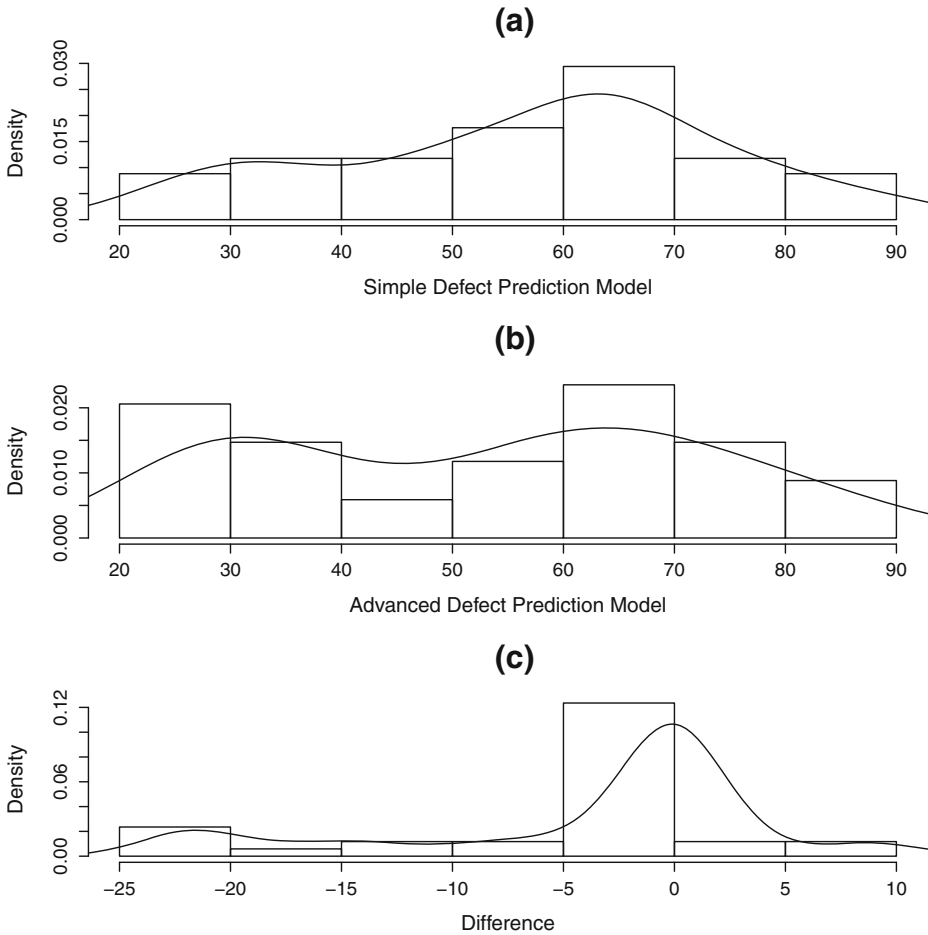 (a)
Density
0.000 0.015 0.030
20 30 40 50 60 70 80 90
Simple Defect Prediction Model
(b)
Density
0.000 0.010 0.020
20 30 40 50 60 70 80 90
Advanced Defect Prediction Model
(c)
Density
0.00 0.06 0.12
−25 −20 −15 −10 −5 0 5 10
Difference